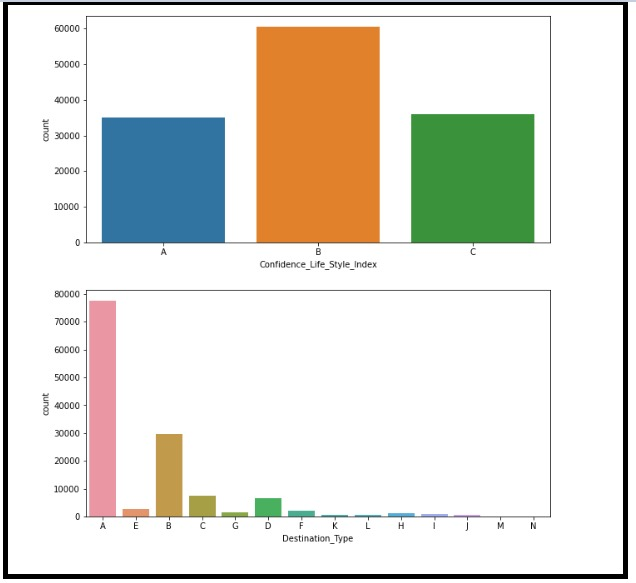 60000
50000
40000
30000
20000
10000
0
count
A B C
Confidence_Life_Style_Index
80000
70000
60000
50000
40000
30000
20000
10000
0
count
A E B C G D F K L H I J M N
Destination_Type